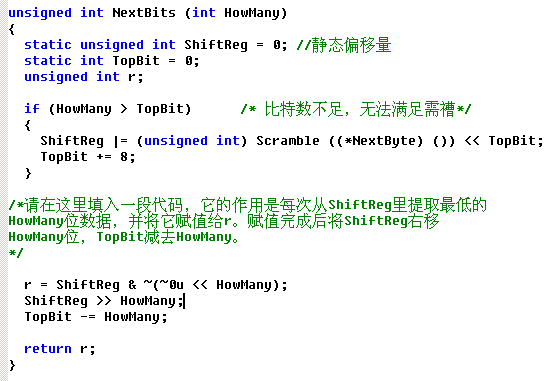 unsigned int NextBits (int HowMany)
{
static unsigned int ShiftReg = 0; //静态偏移量
static int TopBit = 0;
unsigned int r;
if (HowMany > TopBit) /* 比特数不足，无法满足需禮*/
{
ShiftReg |= (unsigned int) Scramble ((*NextByte) ()) << TopBit;
TopBit += 8;
}
/*请在这里填入一段代码，它的作用是每次从ShiftReg里提取最低的
HowMany位数据，并将它赋值给r。赋值完成后将ShiftReg右移
HowMany位，TopBit减去HowMany。
*/
r = ShiftReg & ~(~0u << HowMany);
ShiftReg >> HowMany;
TopBit -= HowMany;
return r;
}